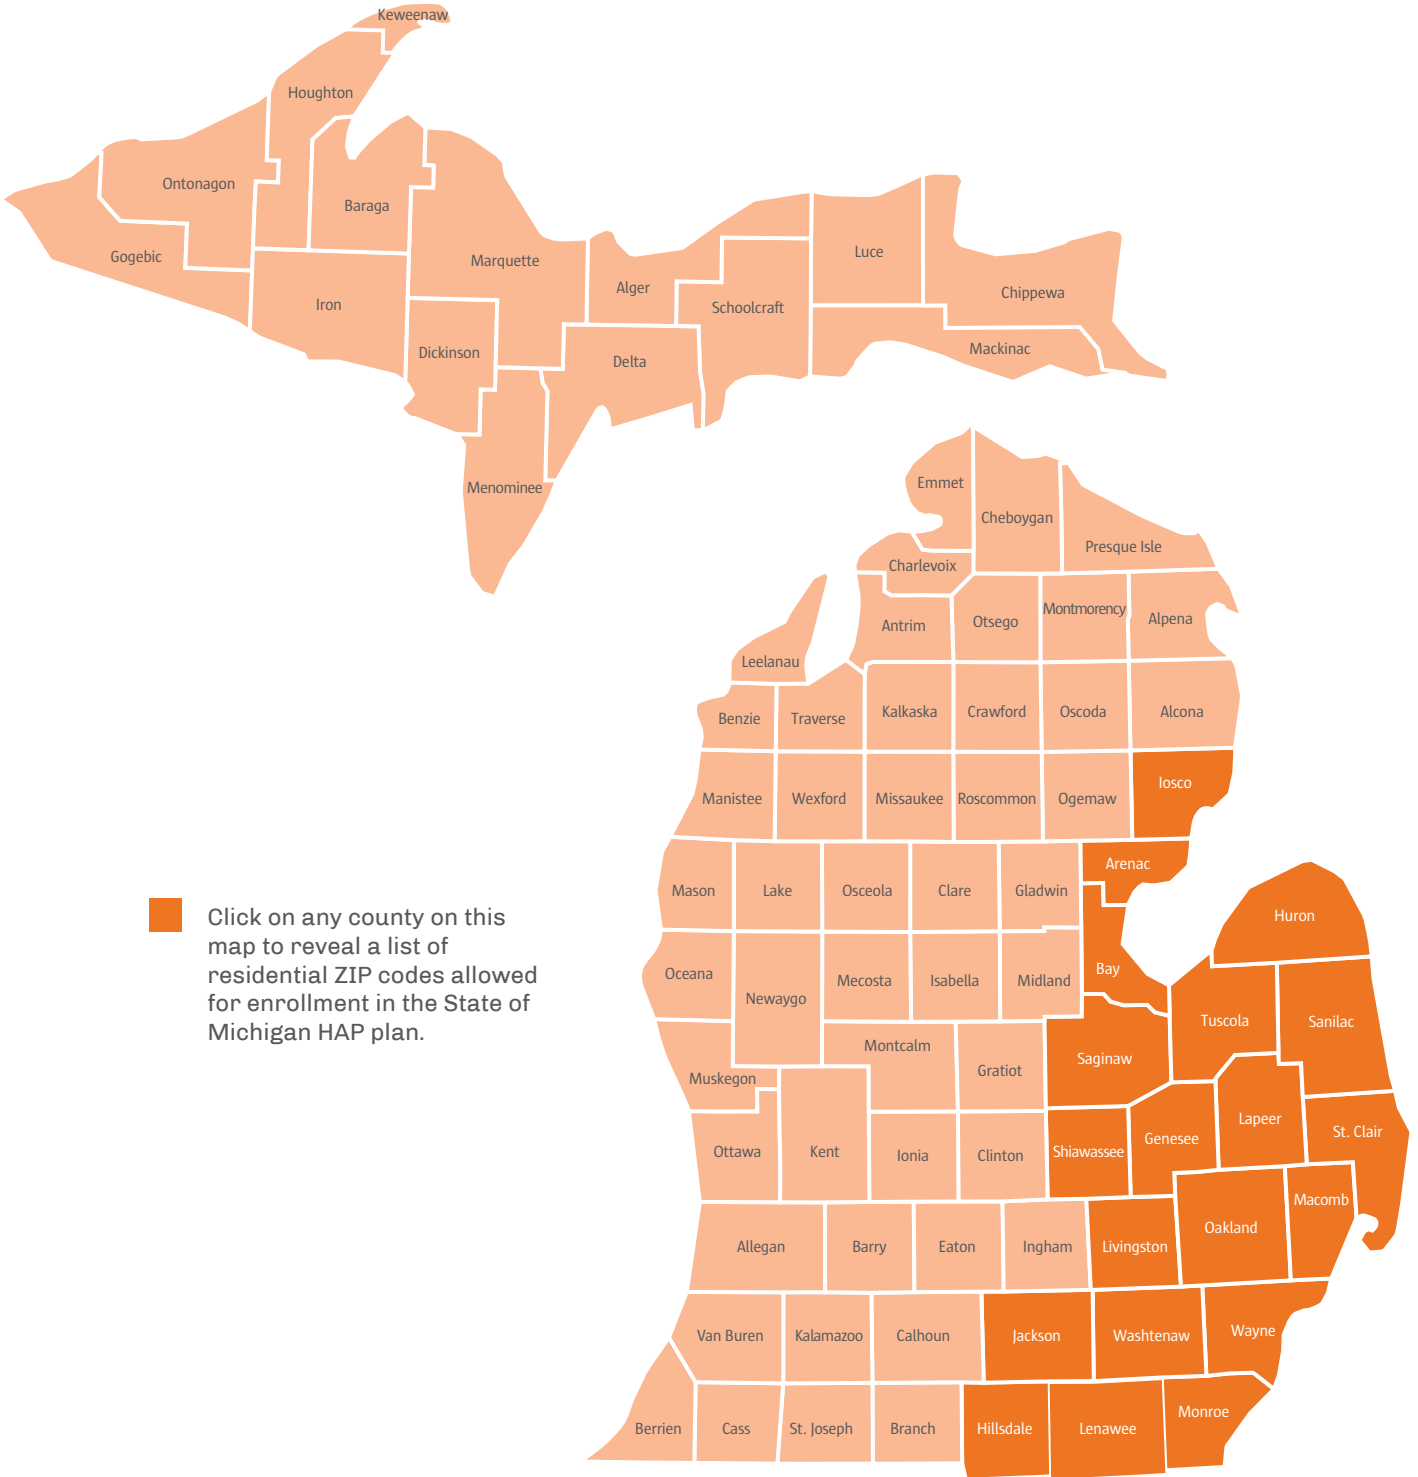 Keweenaw
Houghton
Ontonagon
Baraga
Gogebic
Marquette
Luce
Alger
Chippewa
Iron
Schoolcraft
Dickinson
Mackinac
Delta
Menominee
Emmet
Cheboygan
Presque Isle
Charlevoix
Montmorency
Antrim
Otsego
Alpena
Leelanau
Benzie
Traverse
Kalkaska
Crawford
Oscoda
Alcona
Manistee
Wexford
Missaukee
Roscommon
Ogemaw
Iosco
Arenac
Mason
Lake
Osceola
Clare
Gladwin
Huron
Click on any county on this
map to reveal a list of
residential ZIP codes allowed
for enrollment in the State of
Michigan HAP plan.
Oceana
Newaygo
Mecosta
Isabella
Midland
Bay
Tuscola
Sanilac
Montcalm
Gratiot
Saginaw
Muskegon
Lapeer
St. Clair
Ottawa
Kent
Ionia
Clinton
Shiawassee
Genesee
Macomb
Oakland
Allegan
Barry
Eaton
Ingham
Livingston
Van Buren
Kalamazoo
Calhoun
Jackson
Washtenaw
Wayne
Berrien
Cass
St. Joseph
Branch
Hillsdale
Lenawee
Monroe